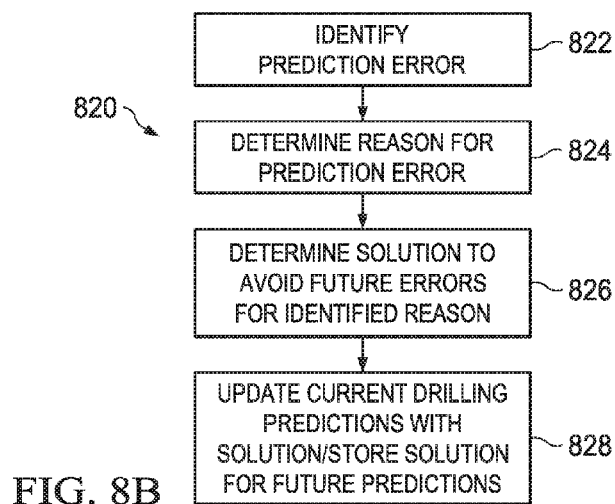 IDENTIFY
PREDICTION ERROR
822
820
DETERMINE REASON FOR
PREDICTION ERROR
824
DETERMINE SOLUTION TO
AVOID FUTURE ERRORS
FOR IDENTIFIED REASON
826
UPDATE CURRENT DRILLING
PREDICTIONS WITH
SOLUTION/STORE SOLUTION
FOR FUTURE PREDICTIONS
828
FIG. 8B